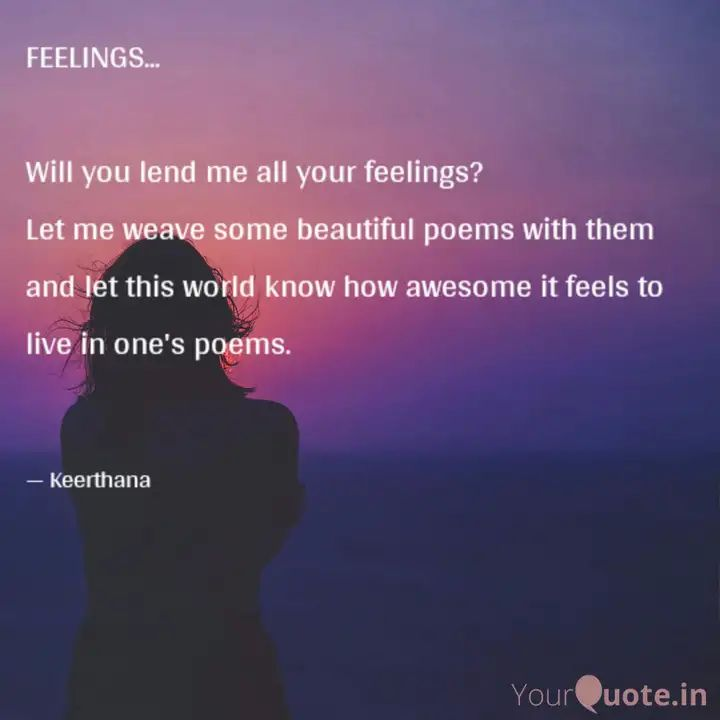 FEELINGS...
Will you lend me all your feelings?
Let me weave some beautiful poems with them
and let this world know how awesome it feels to
live in one's poems.
— Keerthana
YourQuote.in